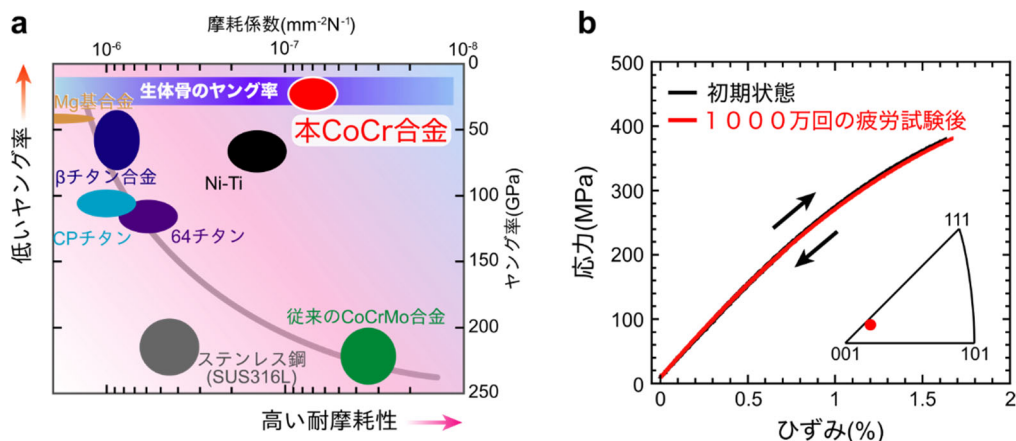 a
摩耗係数(mm⁻²N⁻¹)
10⁻⁶ 10⁻⁷ 10⁻⁸
低いヤング率
生体骨のヤング率
Mg基合金
本CoCr合金
βチタン合金
Ni-Ti
CPチタン
64チタン
従来のCoCrMo合金
ステンレス鋼
(SUS316L)
0
50
100
150
200
250
ヤング率(GPa)
高い耐摩耗性
b
500
400
300
200
100
0
応力(MPa)
初期状態
1000万回の疲労試験後
111
001 101
0 0.5 1 1.5 2
ひずみ(%)